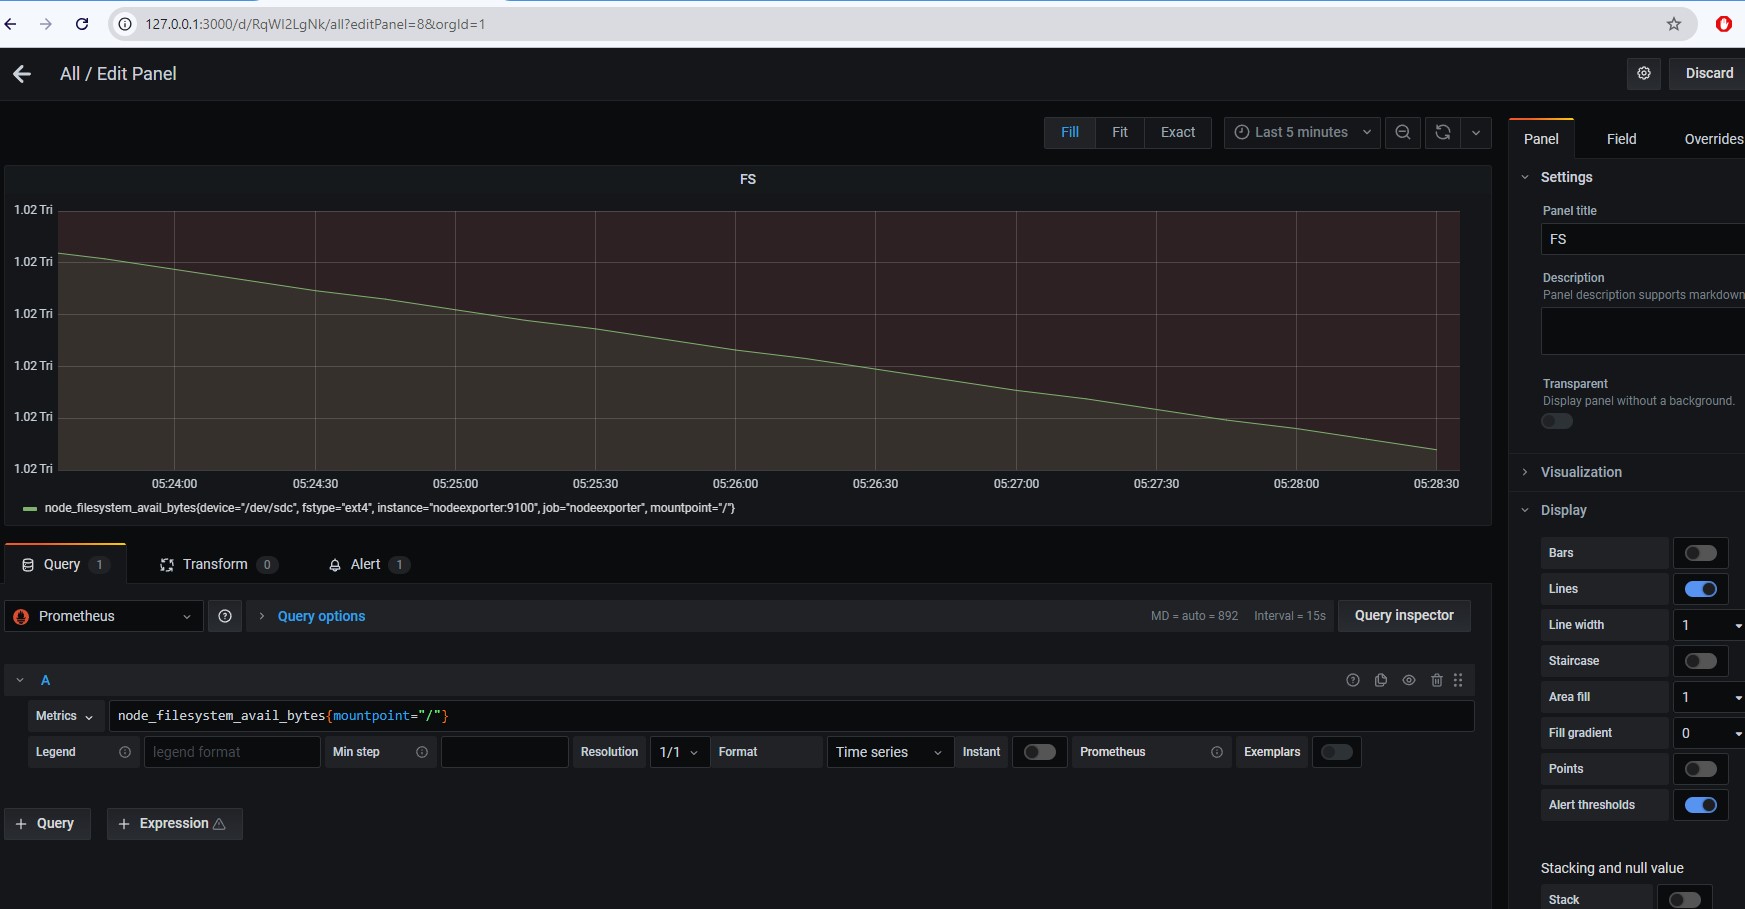 127.0.0.1:3000/d/RqWl2LgNk/all?editPanel=8&orgId=1
All / Edit Panel
Discard
Fill Fit Exact Last 5 minutes
Panel Field Overrides
FS
1.02 Tri
1.02 Tri
1.02 Tri
1.02 Tri
1.02 Tri
1.02 Tri
05:24:00 05:24:30 05:25:00 05:25:30 05:26:00 05:26:30 05:27:00 05:27:30 05:28:00 05:28:30
node_filesystem_avail_bytes{device="/dev/sdc", fstype="ext4", instance="nodeexporter:9100", job="nodeexporter", mountpoint="/"}
Query 1 Transform 0 Alert 1
Prometheus Query options MD = auto = 892 Interval = 15s Query inspector
A
Metrics node_filesystem_avail_bytes{mountpoint="/"}
Legend legend format Min step Resolution 1/1 Format Time series Instant Prometheus Exemplars
+ Query + Expression
Settings
Panel title
FS
Description
Panel description supports markdown
Transparent
Display panel without a background.
Visualization
Display
Bars
Lines
Line width 1
Staircase
Area fill 1
Fill gradient 0
Points
Alert thresholds
Stacking and null value
Stack